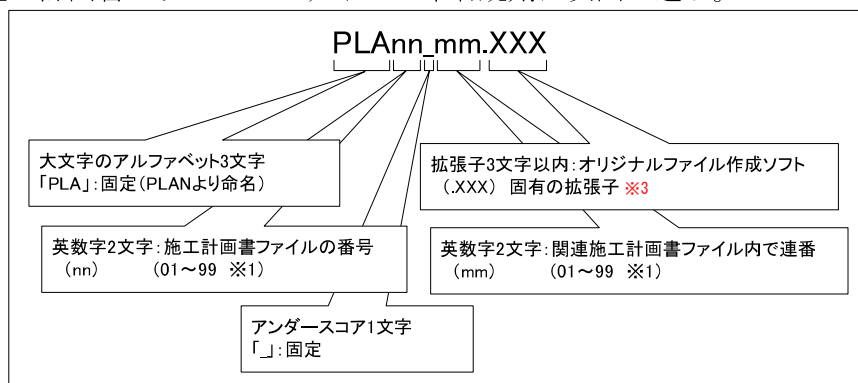 PLAnn_mm.XXX
大文字のアルファベット3文字
「PLA」:固定(PLANより命名)
拡張子3文字以内:オリジナルファイル作成ソフト
(.XXX) 固有の拡張子 ※3
英数字2文字:施工計画書ファイルの番号
(nn) (01～99 ※1)
英数字2文字:関連施工計画書ファイル内で連番
(mm) (01～99 ※1)
アンダースコア1文字
「_」:固定